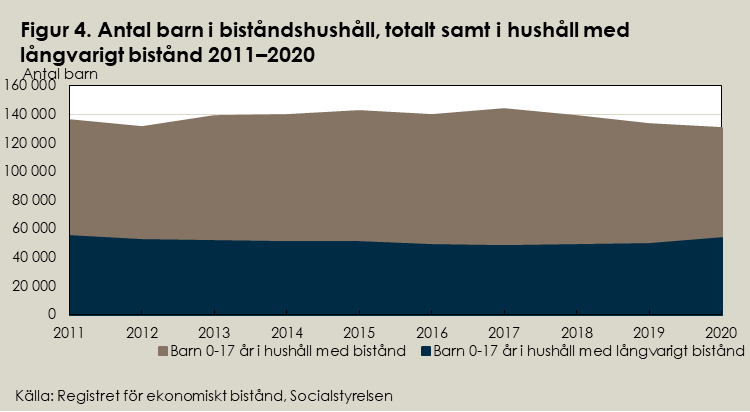 Figur 4. Antal barn i biståndshushåll, totalt samt i hushåll med
långvarigt bistånd 2011–2020
Antal barn
160 000
140 000
120 000
100 000
80 000
60 000
40 000
20 000
0
2011 2012 2013 2014 2015 2016 2017 2018 2019 2020
Barn 0-17 år i hushåll med bistånd Barn 0-17 år i hushåll med långvarigt bistånd
Källa: Registret för ekonomiskt bistånd, Socialstyrelsen